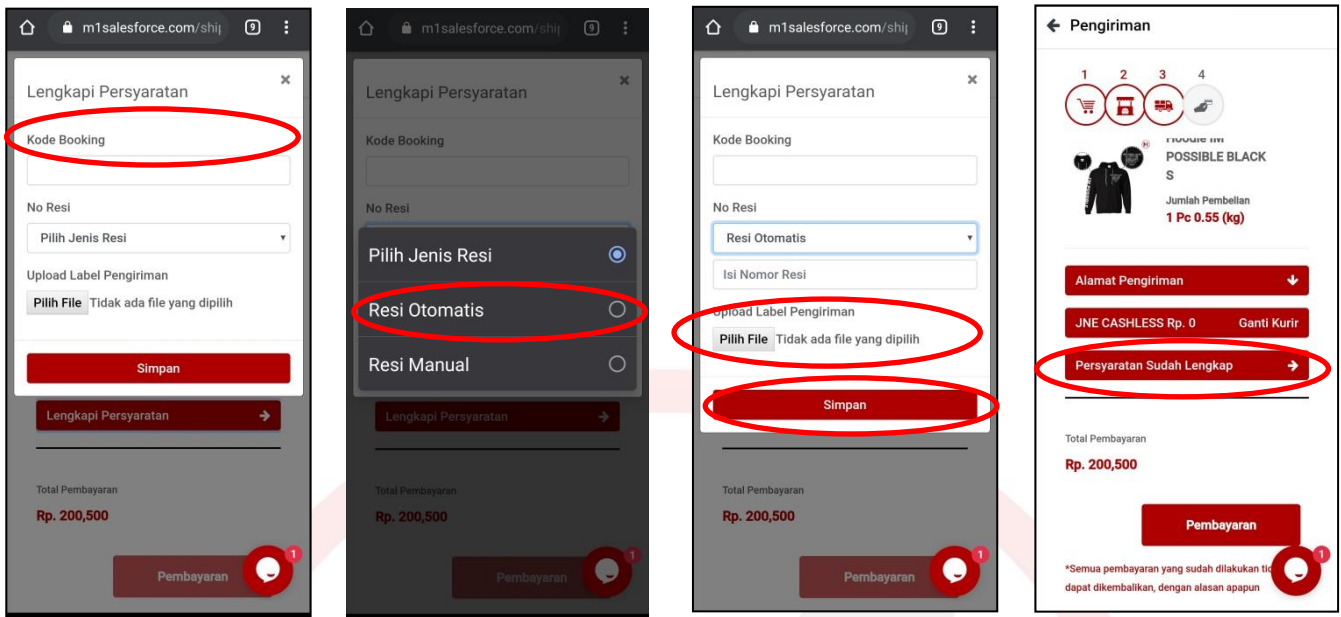 m1salesforce.com/ship
9
Lengkapi Persyaratan
×
Kode Booking
No Resi
Pilih Jenis Resi
Upload Label Pengiriman
Pilih File Tidak ada file yang dipilih
Simpan
Lengkapi Persyaratan
Total Pembayaran
Rp. 200,500
Pembayaran
1
m1salesforce.com/ship
9
Lengkapi Persyaratan
×
Kode Booking
No Resi
Pilih Jenis Resi
Resi Otomatis
Resi Manual
Lengkapi Persyaratan
Total Pembayaran
Rp. 200,500
Pembayaran
1
m1salesforce.com/ship
9
Lengkapi Persyaratan
×
Kode Booking
No Resi
Resi Otomatis
Isi Nomor Resi
Upload Label Pengiriman
Pilih File Tidak ada file yang dipilih
Simpan
Total Pembayaran
Rp. 200,500
Pembayaran
1
Pengiriman
1 2 3 4
Hoodie IM
POSSIBLE BLACK
S
Jumlah Pembelian
1 Pc 0.55 (kg)
Alamat Pengiriman
JNE CASHLESS Rp. 0 Ganti Kurir
Persyaratan Sudah Lengkap
Total Pembayaran
Rp. 200,500
Pembayaran
1
*Semua pembayaran yang sudah dilakukan
dapat dikembalikan, dengan alasan apapun